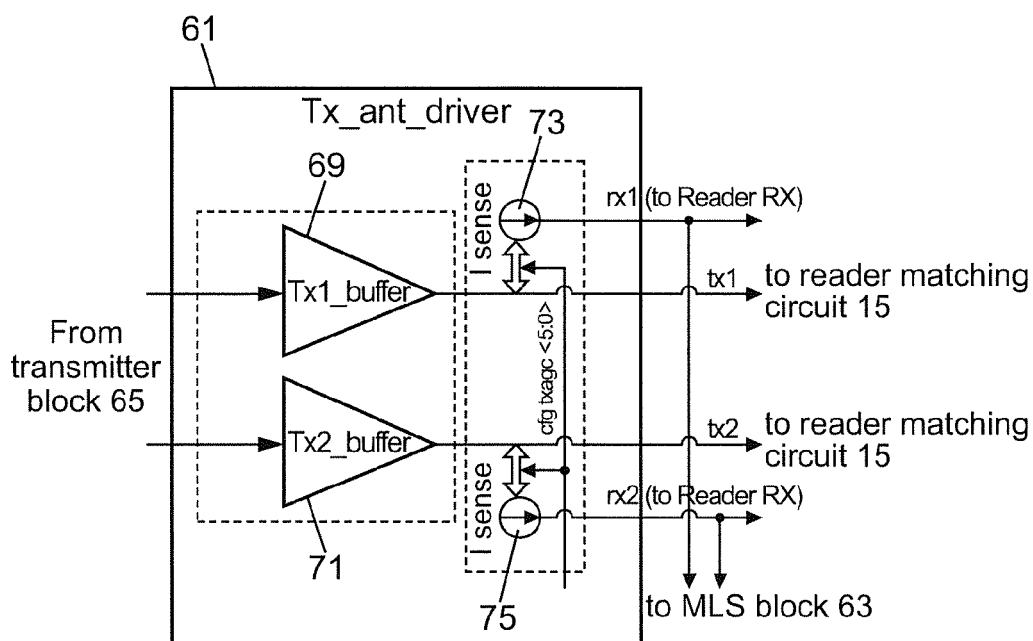 61
Tx_ant_driver
73
69
I sense
rx1 (to Reader RX)
Tx1_buffer
tx1
to reader matching
circuit 15
From
transmitter
block 65
cfg txagc <5:0>
Tx2_buffer
tx2
to reader matching
circuit 15
I sense
rx2 (to Reader RX)
71
75
to MLS block 63